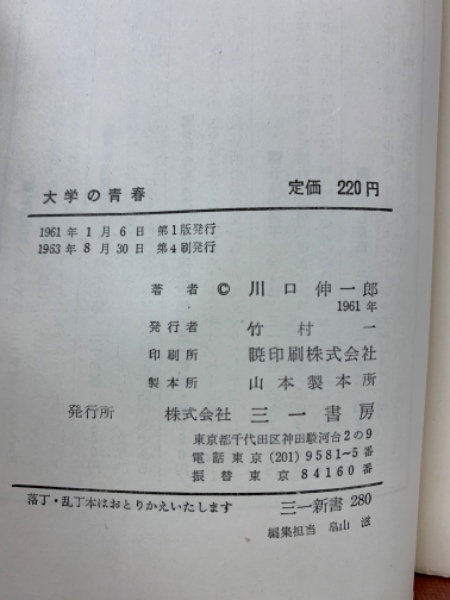 大学の青春 定価 220円
1961年1月6日 第1版発行
1963年8月30日 第4刷発行
著者 © 川口伸一郎
1961年
発行者 竹村一
印刷所 暁印刷株式会社
製本所 山本製本所
発行所 株式会社 三一書房
東京都千代田区神田駿河台2の9
電話東京(201)9581~5番
振替東京84160番
落丁・乱丁本はおとりかえいたします 三一新書 280
編集担当 畠山 滋